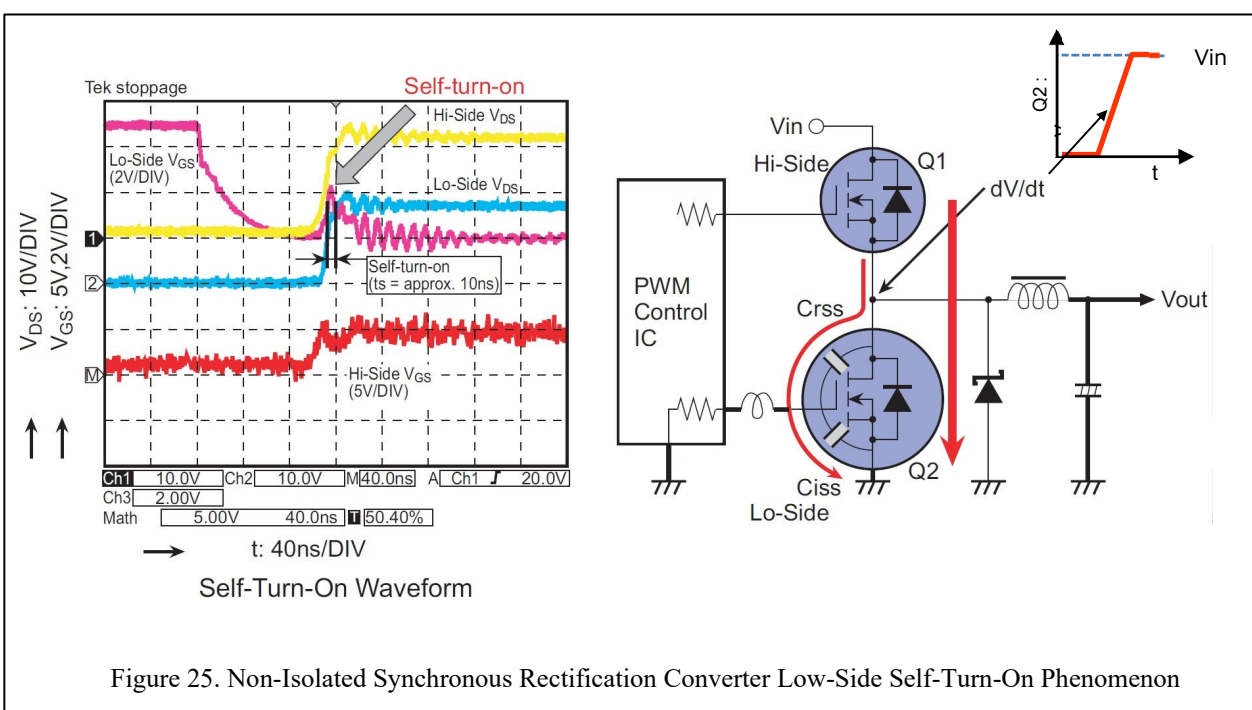 Tek stoppage
Self-turn-on
Hi-Side VDS
Lo-Side VGS
(2V/DIV)
Lo-Side VDS
1
Self-turn-on
(ts = approx. 10ns)
2
M
Hi-Side VGS
(5V/DIV)
VDS: 10V/DIV
VGS: 5V,2V/DIV
Ch1 10.0V Ch2 10.0V M 40.0ns A Ch1 20.0V
Ch3 2.00V
Math 5.00V 40.0ns T 50.40%
t: 40ns/DIV
Self-Turn-On Waveform
Vin
Hi-Side
Q1
dV/dt
PWM
Control
IC
Crss
Vout
Q2
Ciss
Lo-Side
Q2 :
Vin
t
Figure 25. Non-Isolated Synchronous Rectification Converter Low-Side Self-Turn-On Phenomenon